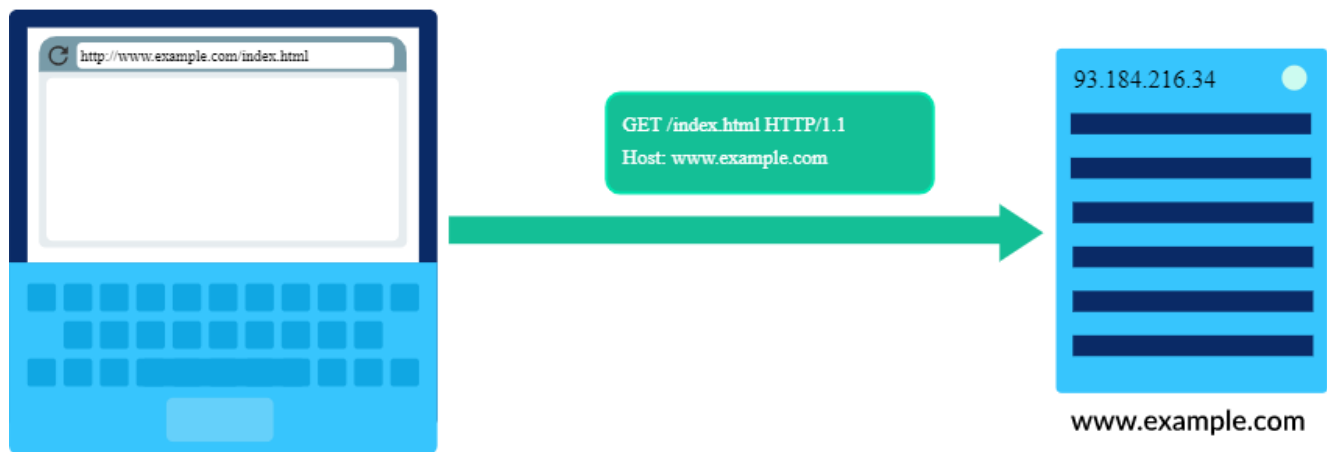 http://www.example.com/index.html
GET /index.html HTTP/1.1
Host: www.example.com
93.184.216.34
www.example.com